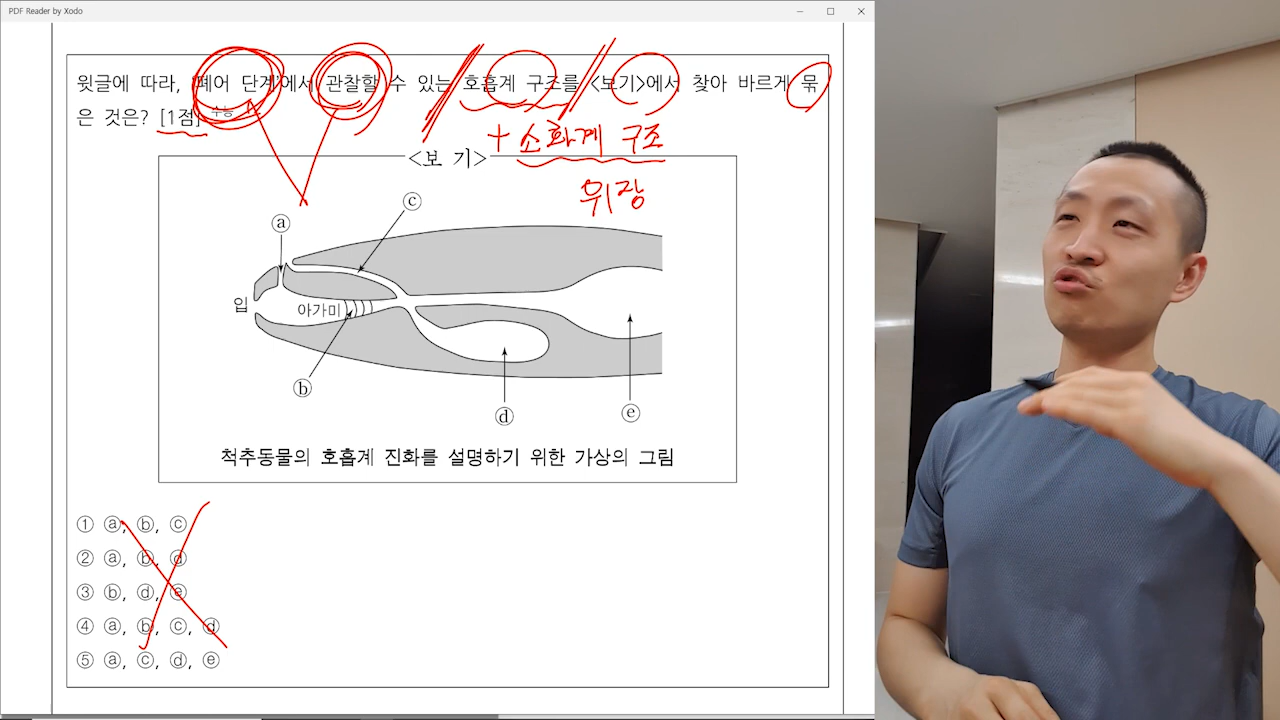 PDF Reader by Xodo
윗글에 따라, '폐어 단계'에서 관찰할 수 있는 호흡계 구조를 <보기>에서 찾아 바르게 묶
은 것은? [1점] 수능
+ 소화계 구조
<보 기>
위장
ⓒ
ⓐ
입
아가미
ⓑ
ⓓ
ⓔ
척추동물의 호흡계 진화를 설명하기 위한 가상의 그림
① ⓐ, ⓑ, ⓒ
② ⓐ, ⓑ, ⓓ
③ ⓑ, ⓓ, ⓔ
④ ⓐ, ⓑ, ⓒ, ⓓ
⑤ ⓐ, ⓒ, ⓓ, ⓔ